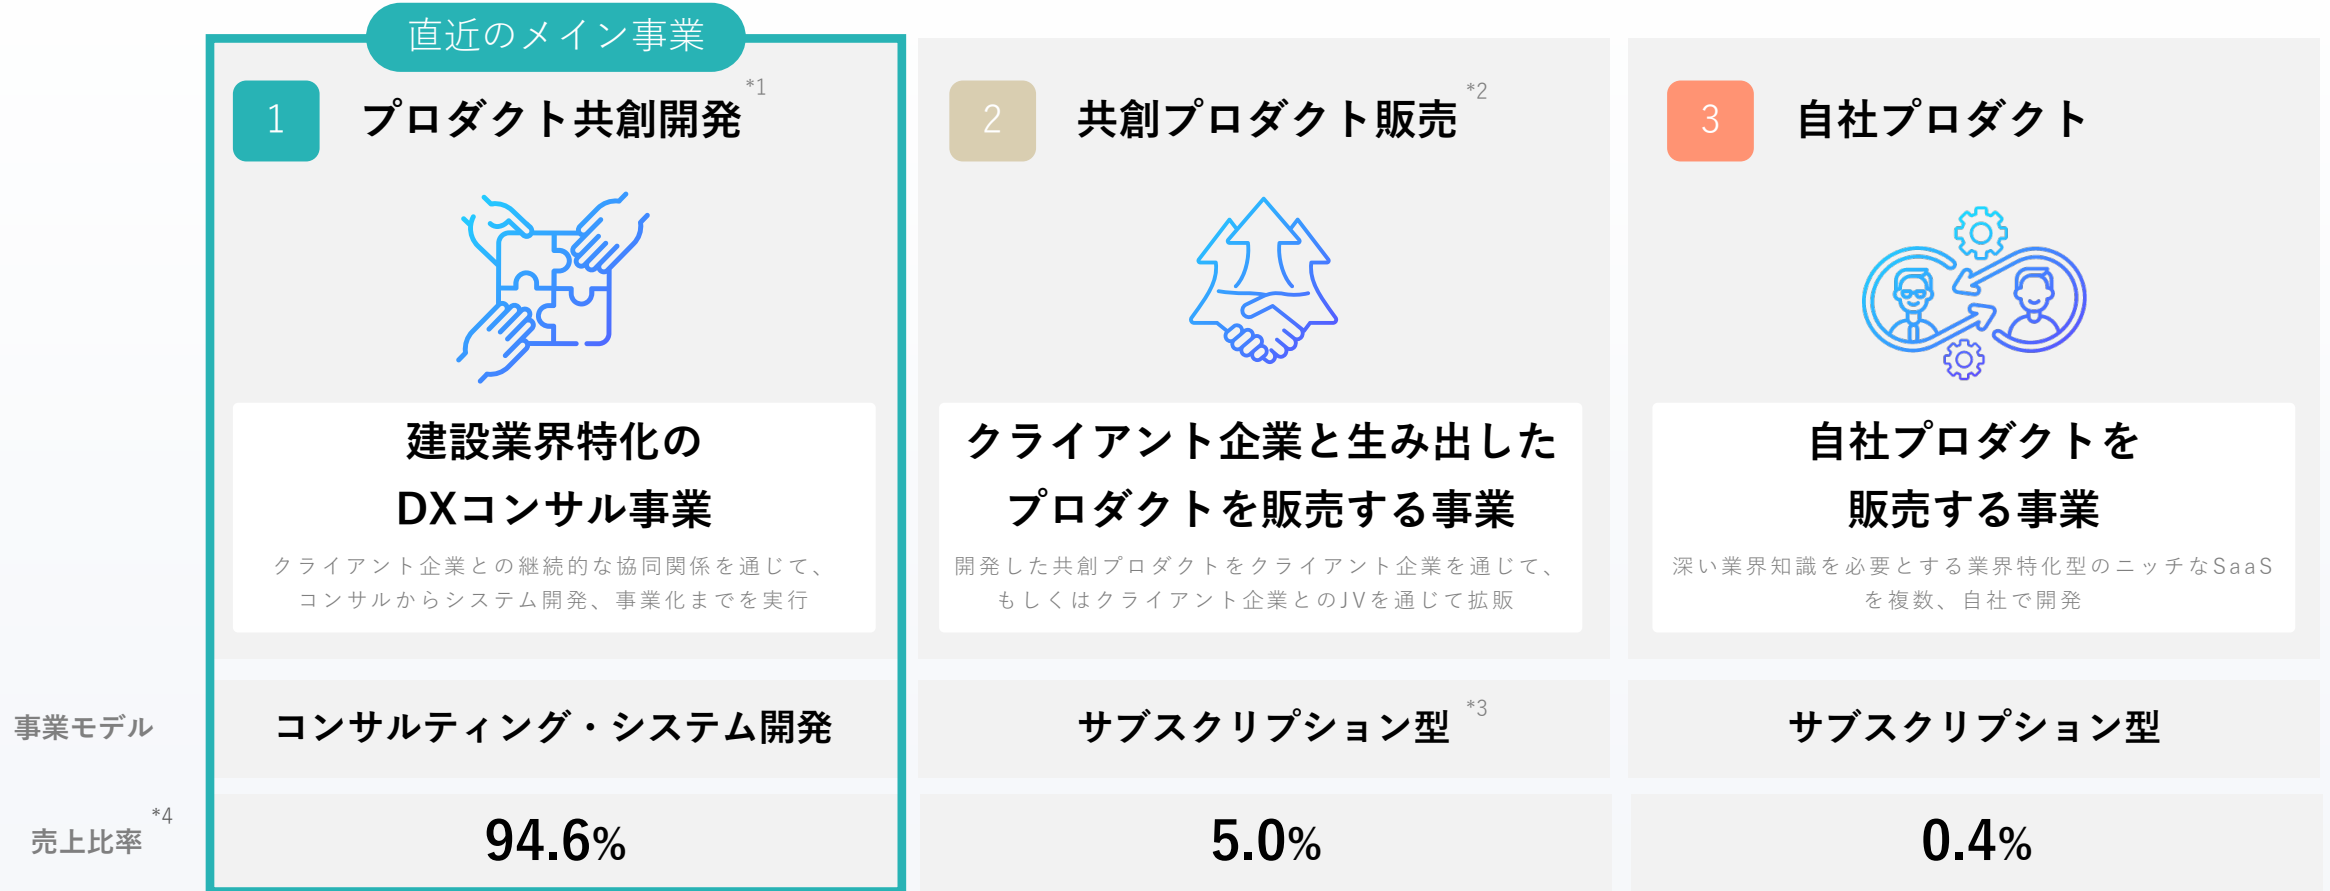 直近のメイン事業
1
プロダクト共創開発 *1
建設業界特化の
DXコンサル事業
クライアント企業との継続的な協同関係を通じて、
コンサルからシステム開発、事業化までを実行
2
共創プロダクト販売 *2
クライアント企業と生み出した
プロダクトを販売する事業
開発した共創プロダクトをクライアント企業を通じて、
もしくはクライアント企業とのJVを通じて拡販
3
自社プロダクト
自社プロダクトを
販売する事業
深い業界知識を必要とする業界特化型のニッチなSaaS
を複数、自社で開発
事業モデル
コンサルティング・システム開発
サブスクリプション型 *3
サブスクリプション型
売上比率 *4
94.6%
5.0%
0.4%